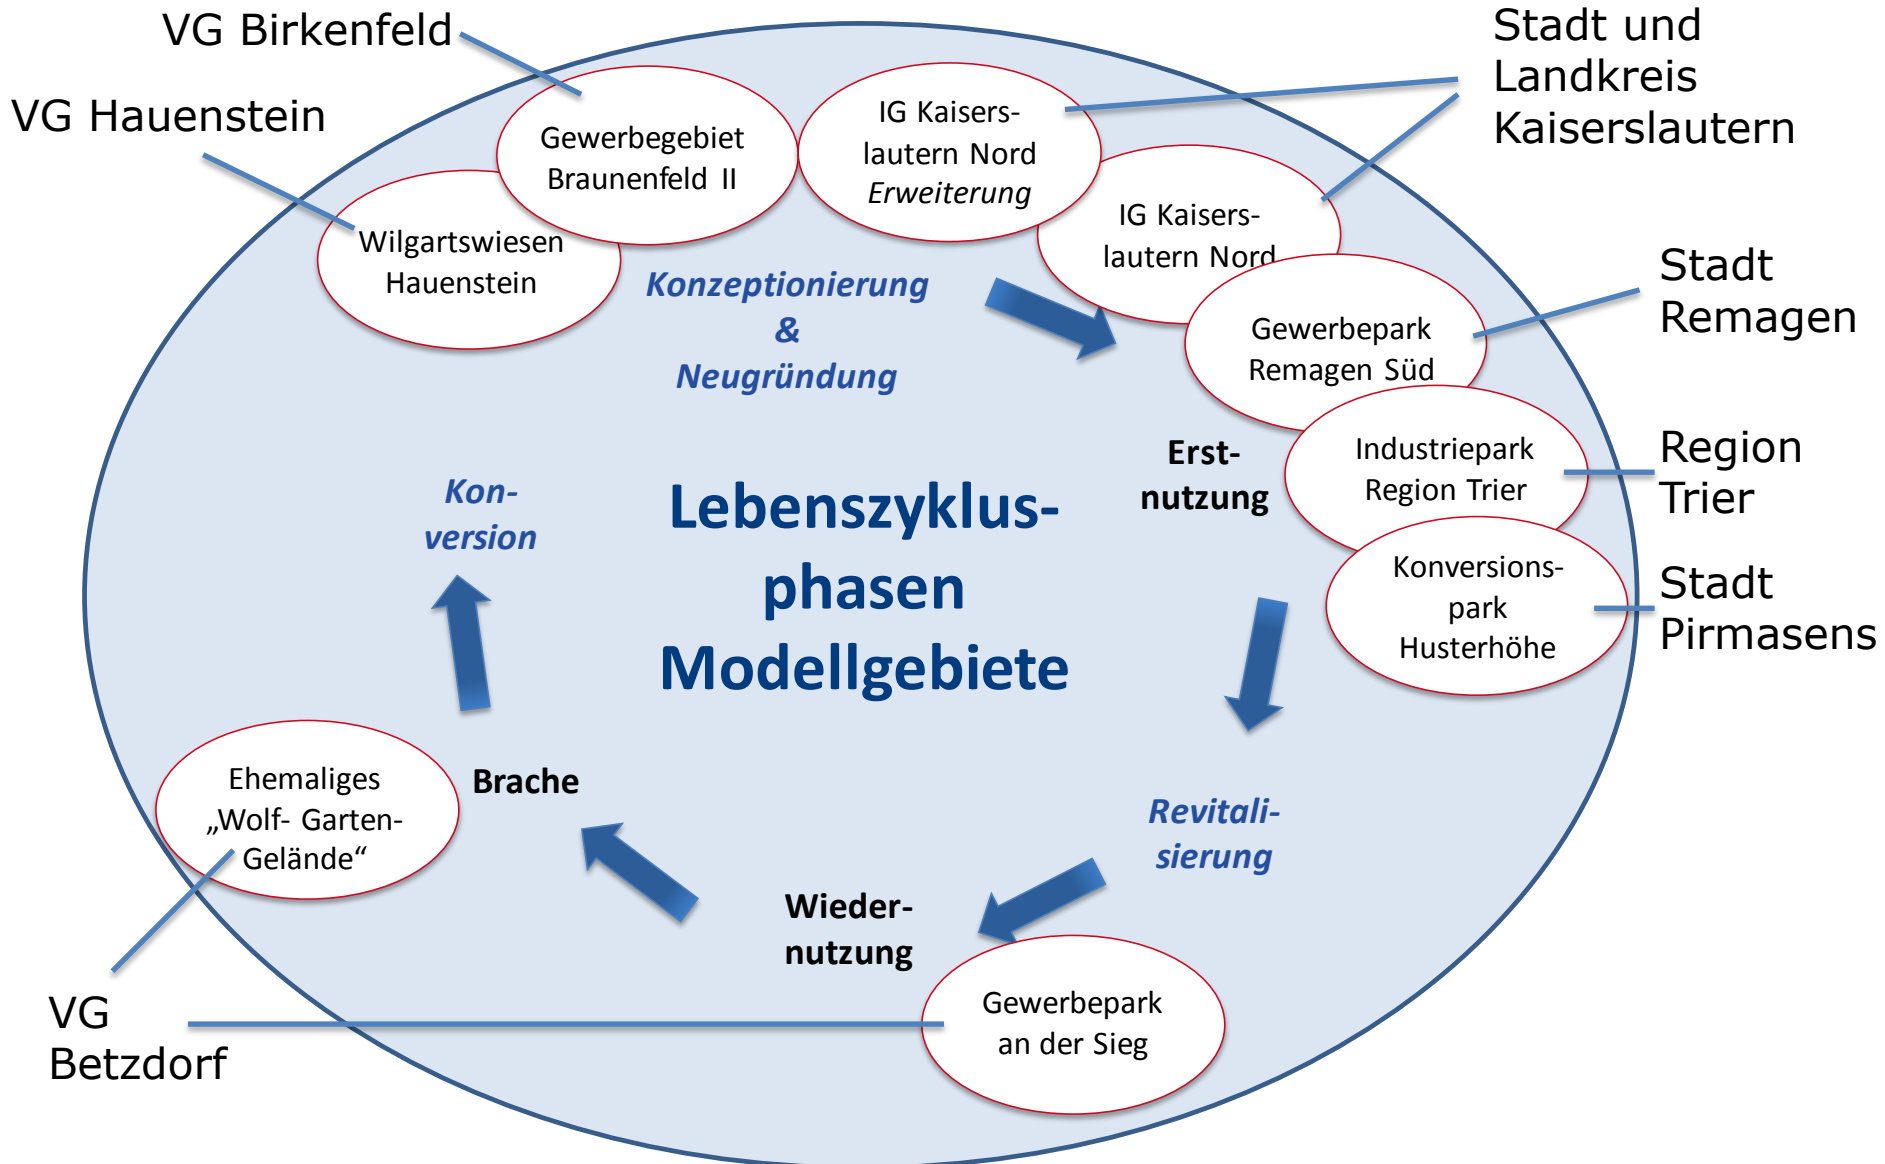 VG Birkenfeld
VG Hauenstein
Stadt und
Landkreis
Kaiserslautern
Gewerbegebiet
Braunenfeld II
IG Kaisers-
lautern Nord
Erweiterung
Wilgartswiesen
Hauenstein
IG Kaisers-
lautern Nord
Stadt
Remagen
Gewerbepark
Remagen Süd
Konzeptionierung
&
Neugründung
Erst-
nutzung
Industriepark
Region Trier
Region
Trier
Kon-
version
Lebenszyklus-
phasen
Modellgebiete
Konversions-
park
Husterhöhe
Stadt
Pirmasens
Ehemaliges
„Wolf- Garten-
Gelände“
Brache
Revitali-
sierung
Wieder-
nutzung
Gewerbepark
an der Sieg
VG
Betzdorf